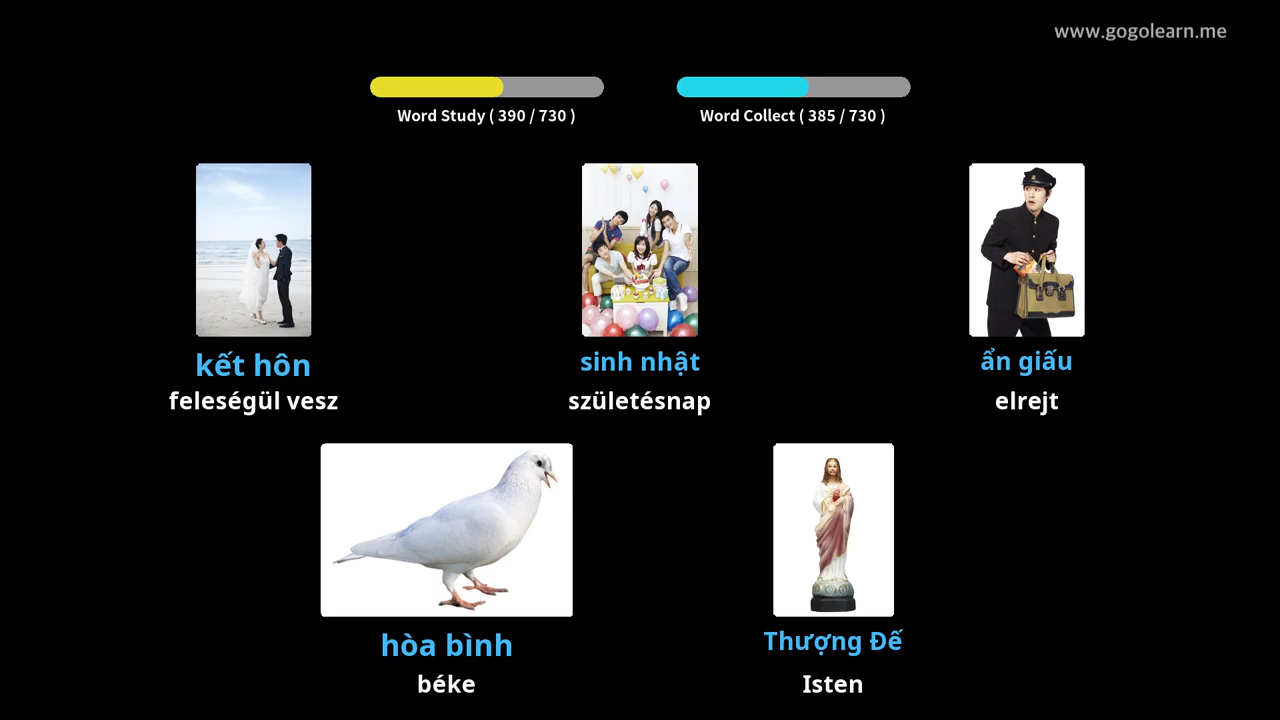 www.gogolearn.me
Word Study ( 390 / 730 )
Word Collect ( 385 / 730 )
kết hôn
feleségül vesz
sinh nhật
születésnap
ẩn giấu
elrejt
hòa bình
béke
Thượng Đế
Isten